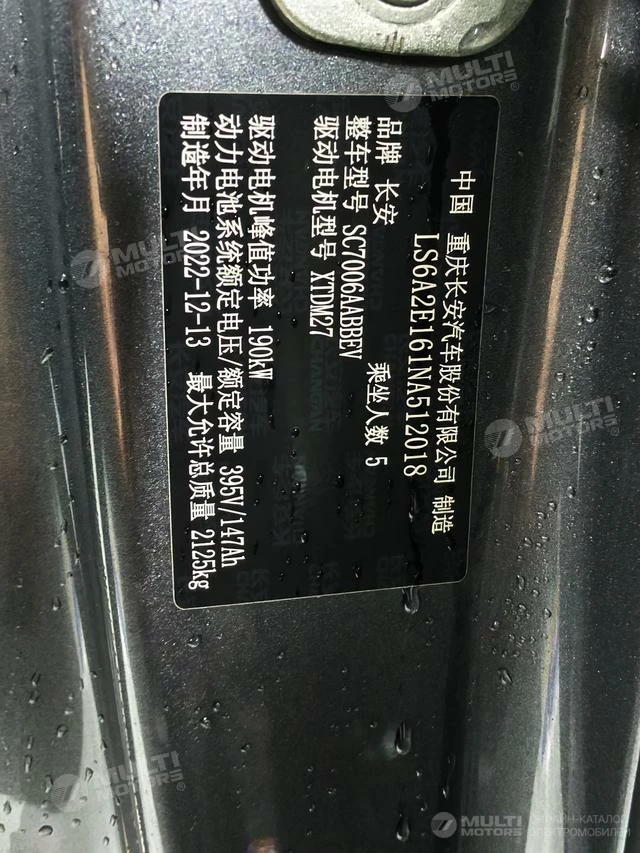 中国 重庆长安汽车股份有限公司 制造
LS6A2E161NA512018
品牌 长安
整车型号 SC7006AABBEV 乘坐人数 5
驱动电机型号 XTDM27
驱动电机峰值功率 190kW
动力电池系统额定电压/额定容量 395V/147Ah
制造年月 2022-12-13 最大允许总质量 2125kg
MULTI MOTORS®
MULTI MOTORS®
MULTI MOTORS®
MULTI MOTORS®
MULTI MOTORS ОНЛАЙН-КАТАЛОГ ЭЛЕКТРОМОБИЛЕЙ